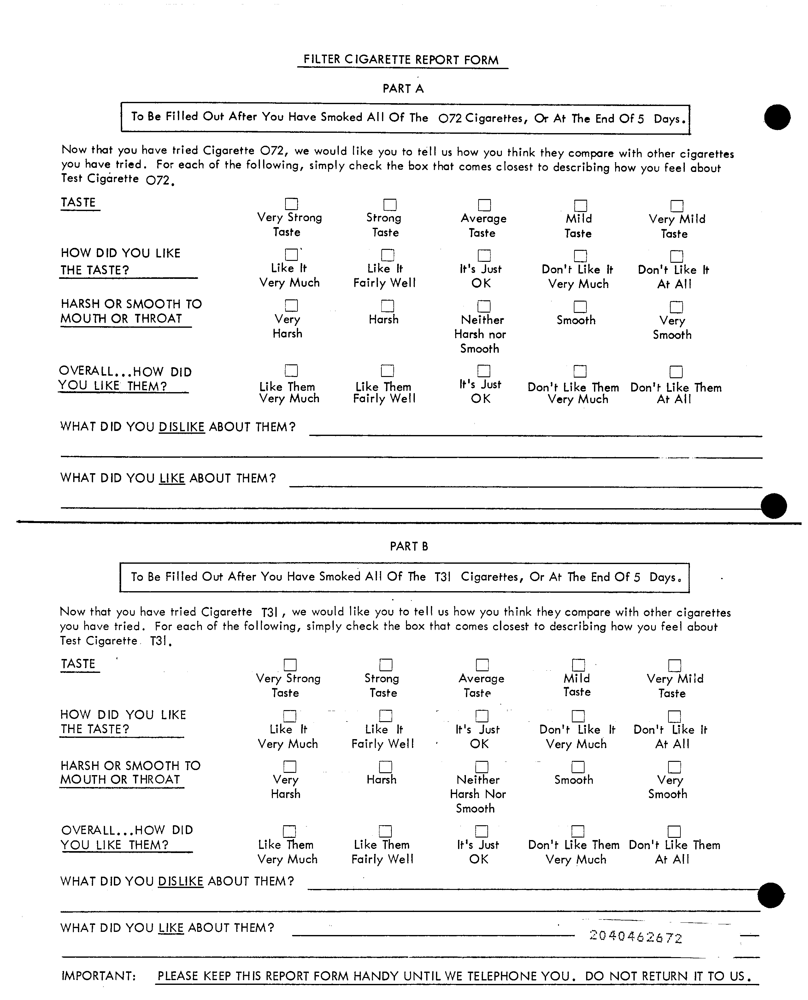 FILTER CIGARETTE REPORT FORM
PART A
To Be Filled Out After You Have Smoked All Of The O72 Cigarettes, Or At The End Of 5 Days.
Now that you have tried Cigarette O72, we would like you to tell us how you think they compare with other cigarettes
you have tried. For each of the following, simply check the box that comes closest to describing how you feel about
Test Cigarette O72.
TASTE
Very Strong Strong Average Mild Very Mild
Taste Taste Taste Taste Taste
HOW DID YOU LIKE
THE TASTE? Like It Like It It's Just Don't Like It Don't Like It
Very Much Fairly Well OK Very Much At All
HARSH OR SMOOTH TO
MOUTH OR THROAT Very Harsh Neither Smooth Very
Harsh Harsh nor Smooth
Smooth
OVERALL...HOW DID
YOU LIKE THEM? Like Them Like Them It's Just Don't Like Them Don't Like Them
Very Much Fairly Well OK Very Much At All
WHAT DID YOU DISLIKE ABOUT THEM?
WHAT DID YOU LIKE ABOUT THEM?
PART B
To Be Filled Out After You Have Smoked All Of The T31 Cigarettes, Or At The End Of 5 Days.
Now that you have tried Cigarette T31, we would like you to tell us how you think they compare with other cigarettes
you have tried. For each of the following, simply check the box that comes closest to describing how you feel about
Test Cigarette T31.
TASTE
Very Strong Strong Average Mild Very Mild
Taste Taste Taste Taste Taste
HOW DID YOU LIKE
THE TASTE? Like It Like It It's Just Don't Like It Don't Like It
Very Much Fairly Well OK Very Much At All
HARSH OR SMOOTH TO
MOUTH OR THROAT Very Harsh Neither Smooth Very
Harsh Harsh Nor Smooth
Smooth
OVERALL...HOW DID
YOU LIKE THEM? Like Them Like Them It's Just Don't Like Them Don't Like Them
Very Much Fairly Well OK Very Much At All
WHAT DID YOU DISLIKE ABOUT THEM?
WHAT DID YOU LIKE ABOUT THEM?
2040462672
IMPORTANT: PLEASE KEEP THIS REPORT FORM HANDY UNTIL WE TELEPHONE YOU. DO NOT RETURN IT TO US.